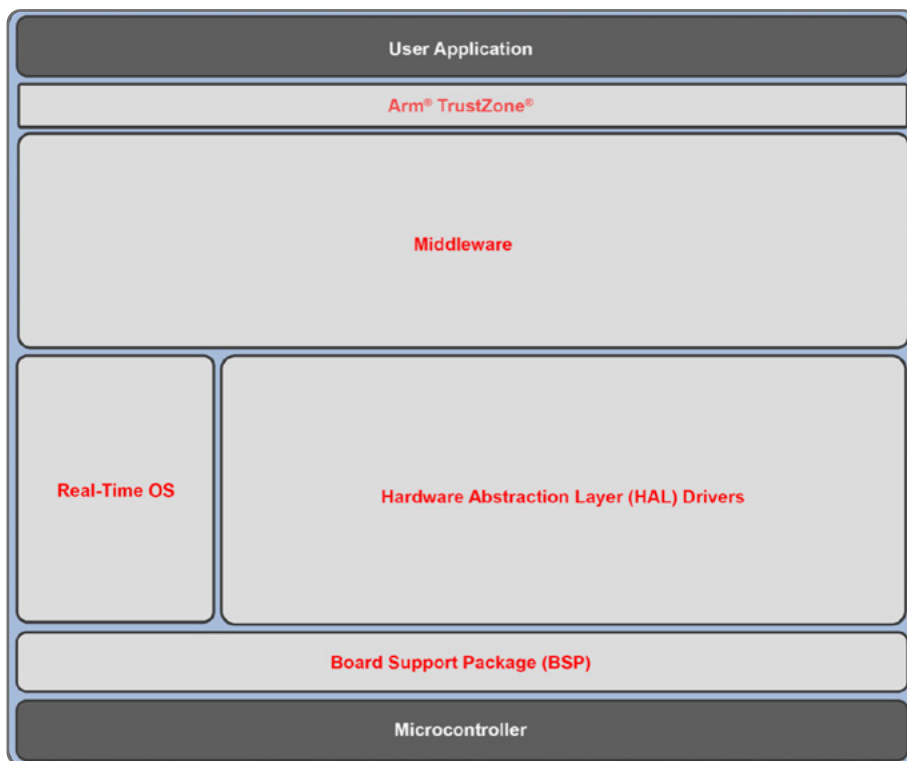 User Application
Arm® TrustZone®
Middleware
Real-Time OS
Hardware Abstraction Layer (HAL) Drivers
Board Support Package (BSP)
Microcontroller